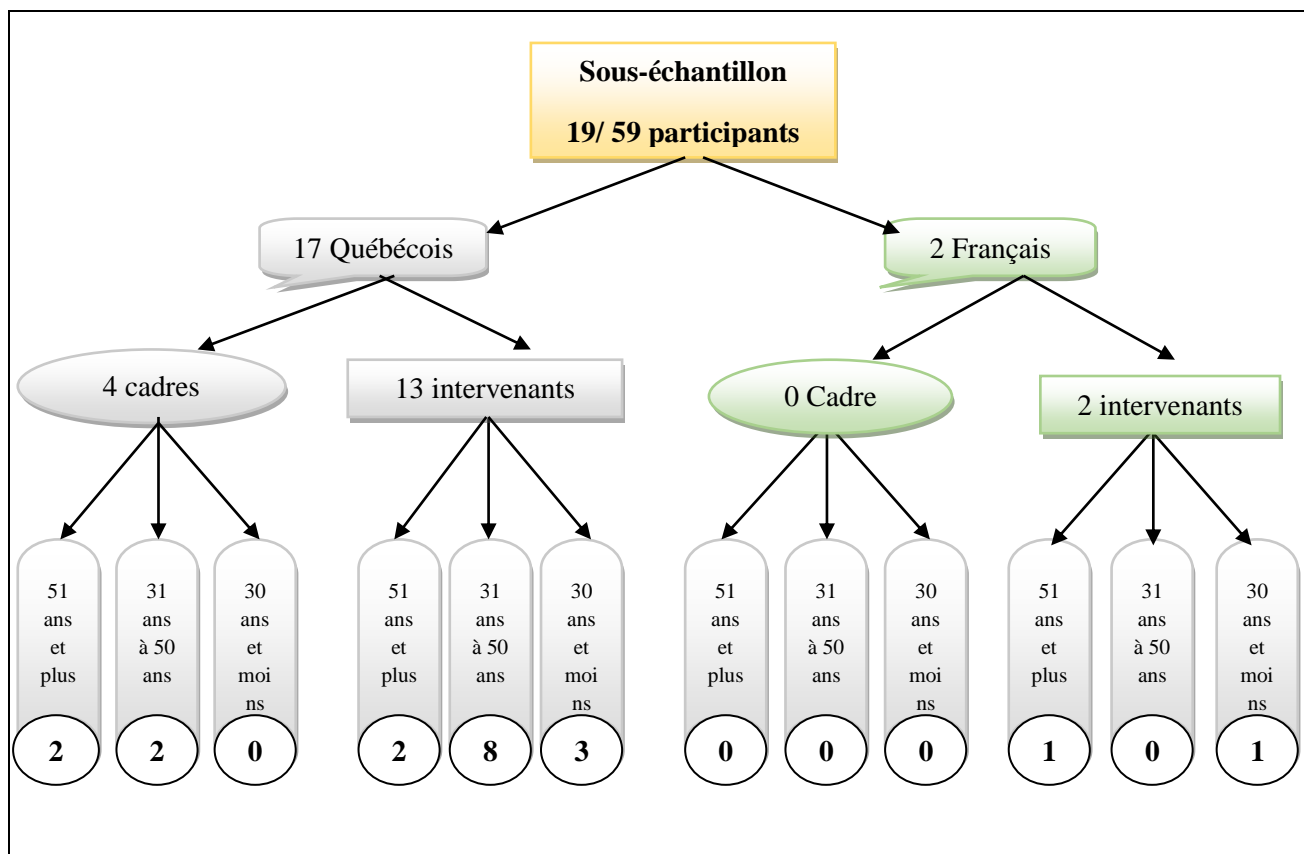 Sous-échantillon
19/ 59 participants
17 Québécois
2 Français
4 cadres
13 intervenants
0 Cadre
2 intervenants
51
ans
et
plus
31
ans
à 50
ans
30
ans
et
moi
ns
51
ans
et
plus
31
ans
à 50
ans
30
ans
et
moi
ns
51
ans
et
plus
31
ans
à 50
ans
30
ans
et
moi
ns
51
ans
et
plus
31
ans
à 50
ans
30
ans
et
moi
ns
2
2
0
2
8
3
0
0
0
1
0
1